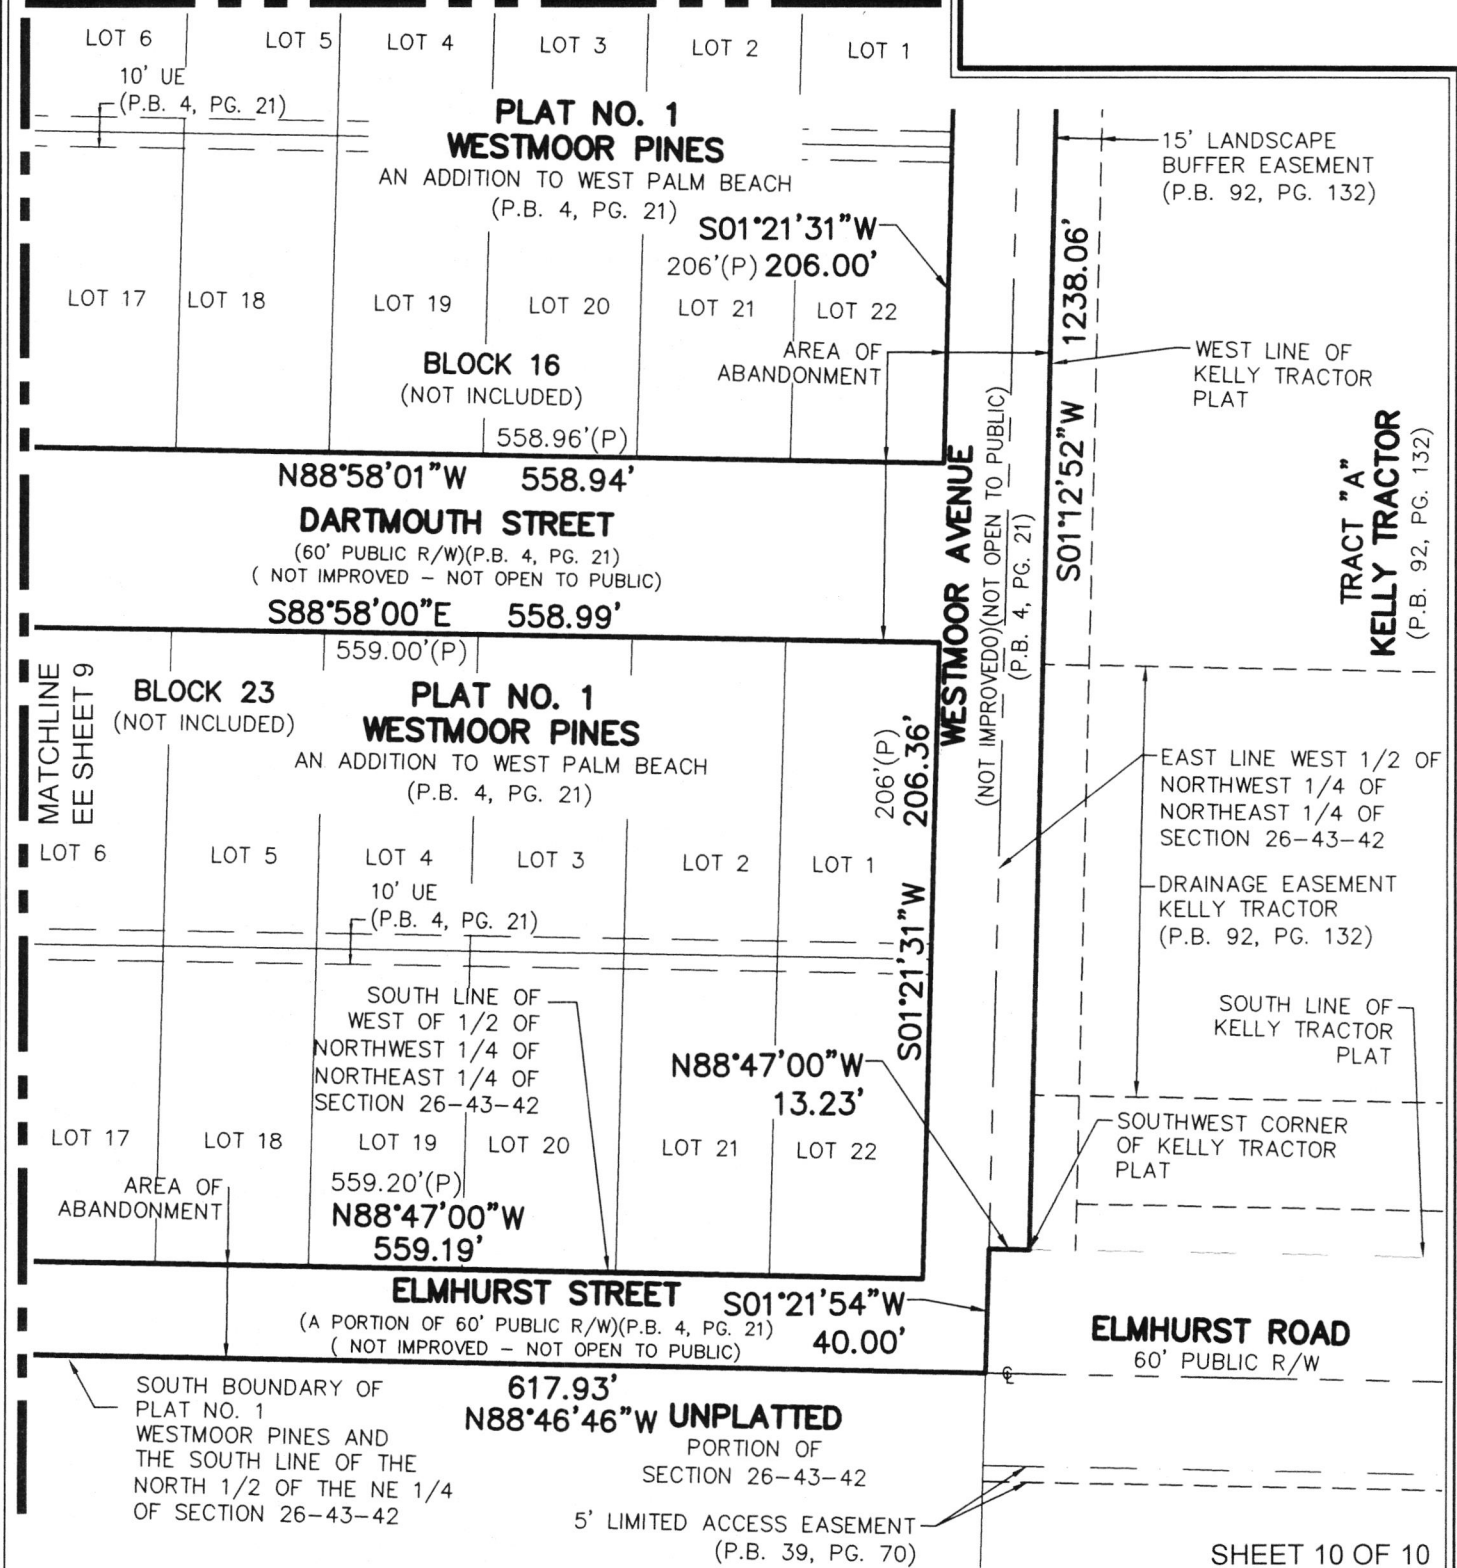 LOT 6
LOT 5
LOT 4
LOT 3
LOT 2
LOT 1
10' UE
(P.B. 4, PG. 21)
PLAT NO. 1
WESTMOOR PINES
AN ADDITION TO WEST PALM BEACH
(P.B. 4, PG. 21)
S01°21'31"W
206'(P) 206.00'
15' LANDSCAPE
BUFFER EASEMENT
(P.B. 92, PG. 132)
LOT 17
LOT 18
LOT 19
LOT 20
LOT 21
LOT 22
BLOCK 16
(NOT INCLUDED)
AREA OF
ABANDONMENT
S01°12'52"W 1238.06'
WEST LINE OF
KELLY TRACTOR
PLAT
558.96'(P)
N88°58'01"W 558.94'
DARTMOUTH STREET
(60' PUBLIC R/W)(P.B. 4, PG. 21)
( NOT IMPROVED – NOT OPEN TO PUBLIC)
S88°58'00"E 558.99'
559.00'(P)
WESTMOOR AVENUE
(NOT IMPROVEDO)(NOT OPEN TO PUBLIC)
(P.B. 4, PG. 21)
TRACT "A"
KELLY TRACTOR
(P.B. 92, PG. 132)
MATCHLINE
EE SHEET 9
BLOCK 23
(NOT INCLUDED)
PLAT NO. 1
WESTMOOR PINES
AN ADDITION TO WEST PALM BEACH
(P.B. 4, PG. 21)
206'(P)
206.36'
S01°21'31"W
EAST LINE WEST 1/2 OF
NORTHWEST 1/4 OF
NORTHEAST 1/4 OF
SECTION 26–43–42
LOT 6
LOT 5
LOT 4
LOT 3
LOT 2
LOT 1
10' UE
(P.B. 4, PG. 21)
DRAINAGE EASEMENT
KELLY TRACTOR
(P.B. 92, PG. 132)
SOUTH LINE OF
WEST OF 1/2 OF
NORTHWEST 1/4 OF
NORTHEAST 1/4 OF
SECTION 26–43–42
SOUTH LINE OF
KELLY TRACTOR
PLAT
N88°47'00"W
13.23'
SOUTHWEST CORNER
OF KELLY TRACTOR
PLAT
LOT 17
LOT 18
LOT 19
LOT 20
LOT 21
LOT 22
AREA OF
ABANDONMENT
559.20'(P)
N88°47'00"W
559.19'
ELMHURST STREET
(A PORTION OF 60' PUBLIC R/W)(P.B. 4, PG. 21)
( NOT IMPROVED – NOT OPEN TO PUBLIC)
S01°21'54"W
40.00'
ELMHURST ROAD
60' PUBLIC R/W
℄
617.93'
N88°46'46"W
SOUTH BOUNDARY OF
PLAT NO. 1
WESTMOOR PINES AND
THE SOUTH LINE OF THE
NORTH 1/2 OF THE NE 1/4
OF SECTION 26–43–42
UNPLATTED
PORTION OF
SECTION 26–43–42
5' LIMITED ACCESS EASEMENT
(P.B. 39, PG. 70)
SHEET 10 OF 10